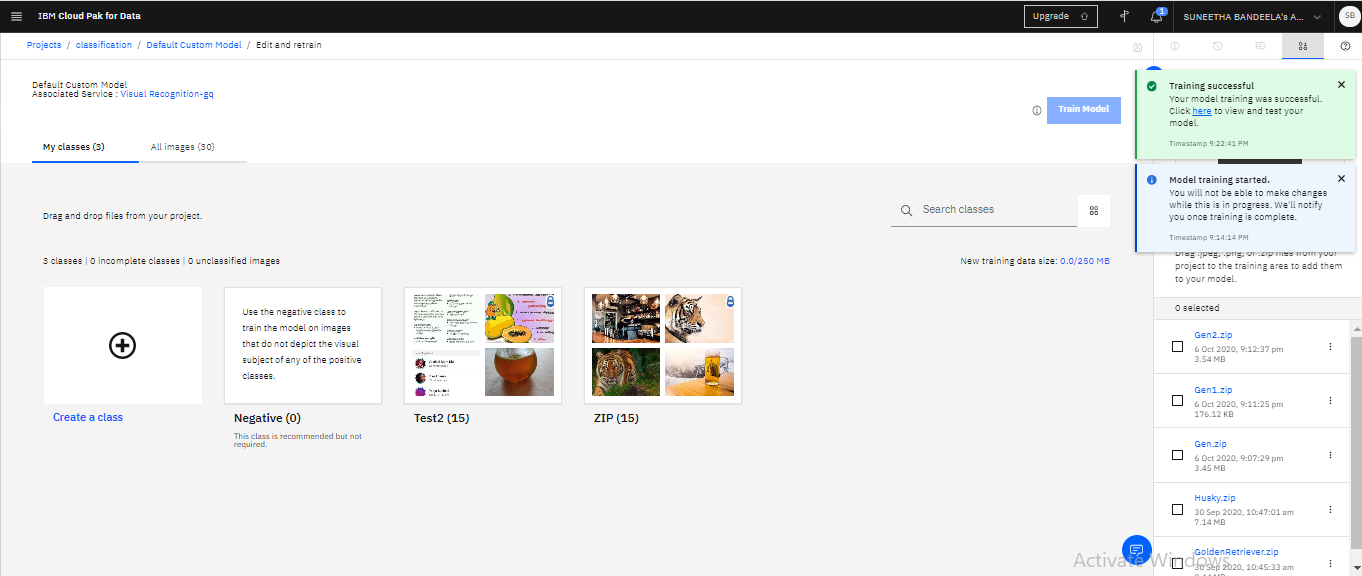 IBM Cloud Pak for Data
Upgrade
1
SUNEETHA BANDEELA's A...
SB
Projects / classification / Default Custom Model / Edit and retrain
Default Custom Model
Associated Service : Visual Recognition-gq
Train Model
My classes (3)
All images (30)
Drag and drop files from your project.
Search classes
3 classes | 0 incomplete classes | 0 unclassified images
New training data size: 0.0/250 MB
Create a class
Use the negative class to
train the model on images
that do not depict the visual
subject of any of the positive
classes.
Negative (0)
This class is recommended but not
required.
Test2 (15)
ZIP (15)
Training successful
Your model training was successful.
Click here to view and test your
model.
Timestamp 9:22:41 PM
Model training started.
You will not be able to make changes
while this is in progress. We'll notify
you once training is complete.
Timestamp 9:14:14 PM
Drag .jpeg, .png, or .zip files from your
project to the training area to add them
to your model.
0 selected
Gen2.zip
6 Oct 2020, 9:12:37 pm
3.54 MB
Gen1.zip
6 Oct 2020, 9:11:25 pm
176.12 KB
Gen.zip
6 Oct 2020, 9:07:29 pm
3.45 MB
Husky.zip
30 Sep 2020, 10:47:01 am
7.14 MB
GoldenRetriever.zip
30 Sep 2020, 10:45:33 am
Activate Windows